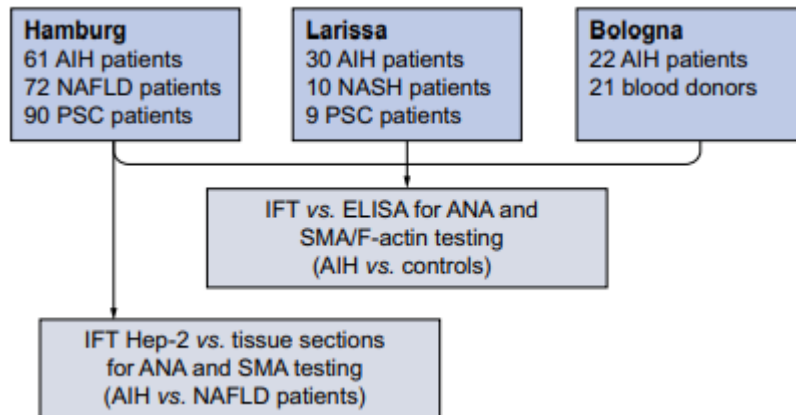 Hamburg
61 AIH patients
72 NAFLD patients
90 PSC patients
Larissa
30 AIH patients
10 NASH patients
9 PSC patients
Bologna
22 AIH patients
21 blood donors
IFT vs. ELISA for ANA and
SMA/F-actin testing
(AIH vs. controls)
IFT Hep-2 vs. tissue sections
for ANA and SMA testing
(AIH vs. NAFLD patients)